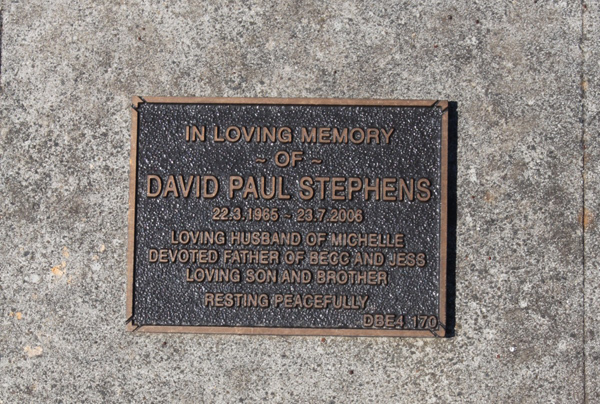 IN LOVING MEMORY
~ OF ~
DAVID PAUL STEPHENS
22.3.1965 ~ 23.7.2006
LOVING HUSBAND OF MICHELLE
DEVOTED FATHER OF BECC AND JESS
LOVING SON AND BROTHER
RESTING PEACEFULLY
DBE4 170